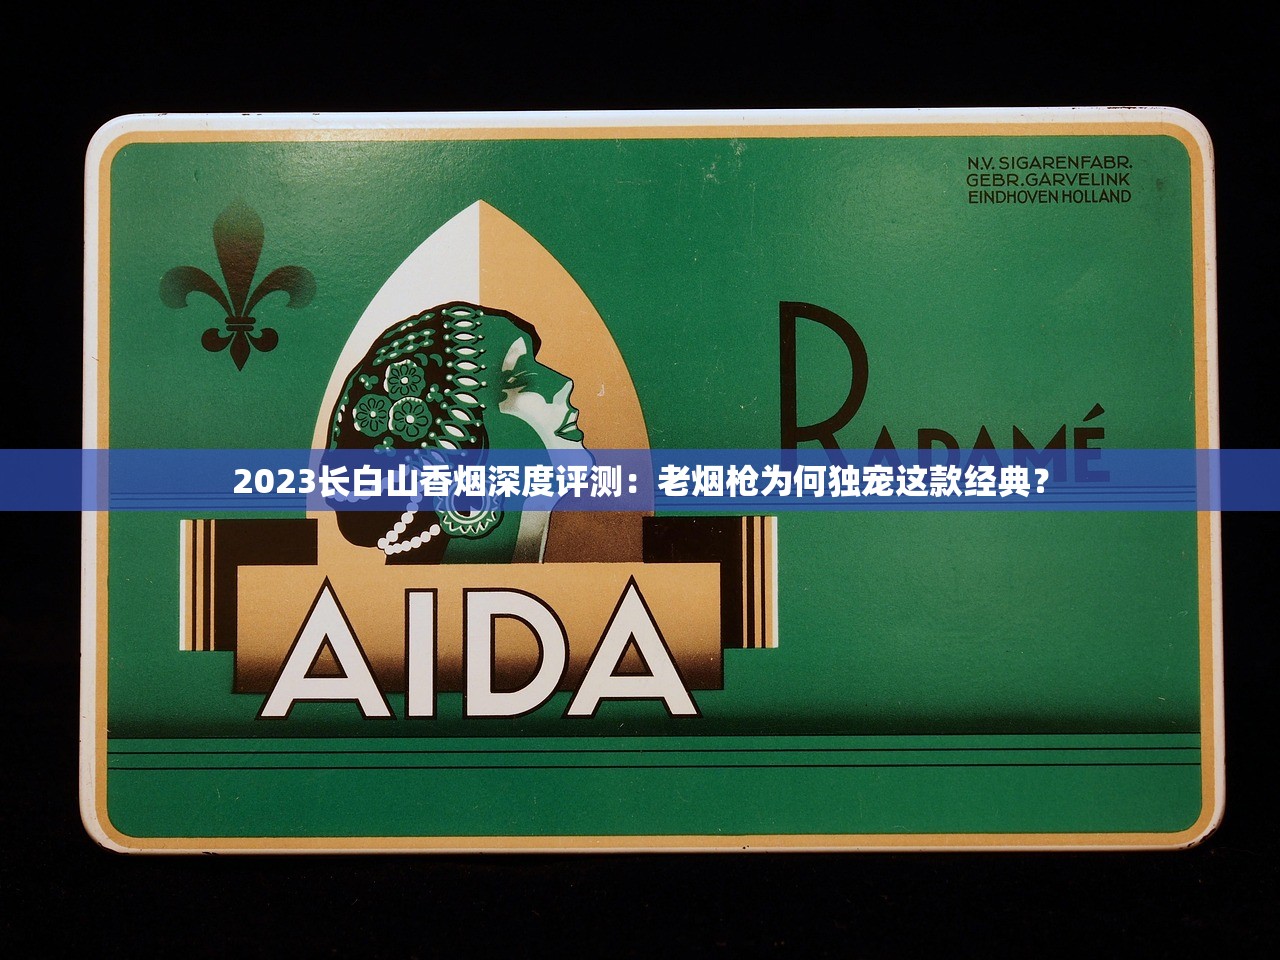 N.V. SIGARENFABR.
GEBR. GARVELINK
EINDHOVEN HOLLAND
RADAMÉ
2023长白山香烟深度评测：老烟枪为何独宠这款经典？
AIDA